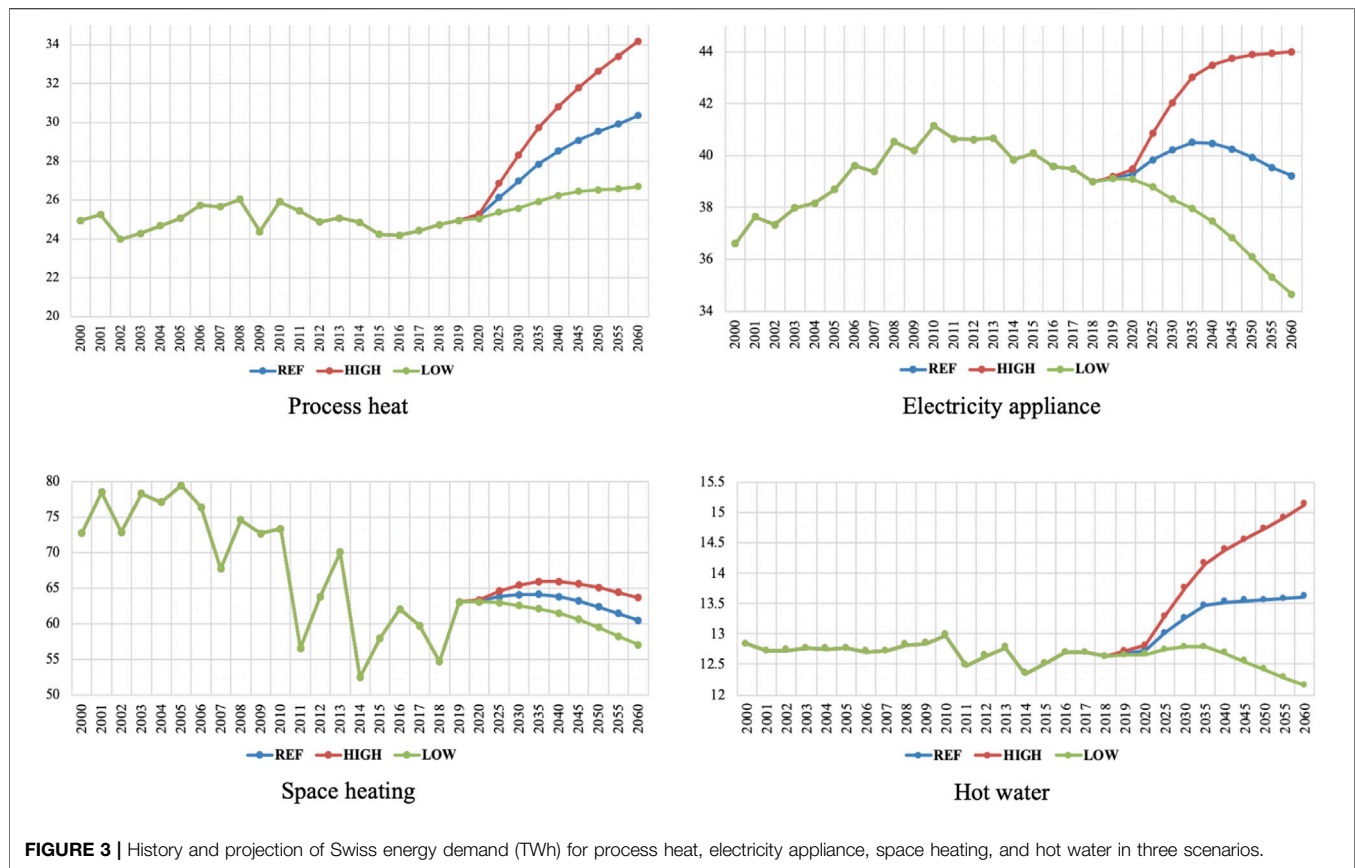 34
32
30
28
26
24
22
20
2000 2001 2002 2003 2004 2005 2006 2007 2008 2009 2010 2011 2012 2013 2014 2015 2016 2017 2018 2019 2020 2025 2030 2035 2040 2045 2050 2055 2060
REF HIGH LOW
Process heat
44
42
40
38
36
34
2000 2001 2002 2003 2004 2005 2006 2007 2008 2009 2010 2011 2012 2013 2014 2015 2016 2017 2018 2019 2020 2025 2030 2035 2040 2045 2050 2055 2060
REF HIGH LOW
Electricity appliance
80
75
70
65
60
55
50
2000 2001 2002 2003 2004 2005 2006 2007 2008 2009 2010 2011 2012 2013 2014 2015 2016 2017 2018 2019 2020 2025 2030 2035 2040 2045 2050 2055 2060
REF HIGH LOW
Space heating
15.5
15
14.5
14
13.5
13
12.5
12
2000 2001 2002 2003 2004 2005 2006 2007 2008 2009 2010 2011 2012 2013 2014 2015 2016 2017 2018 2019 2020 2025 2030 2035 2040 2045 2050 2055 2060
REF HIGH LOW
Hot water
FIGURE 3 | History and projection of Swiss energy demand (TWh) for process heat, electricity appliance, space heating, and hot water in three scenarios.